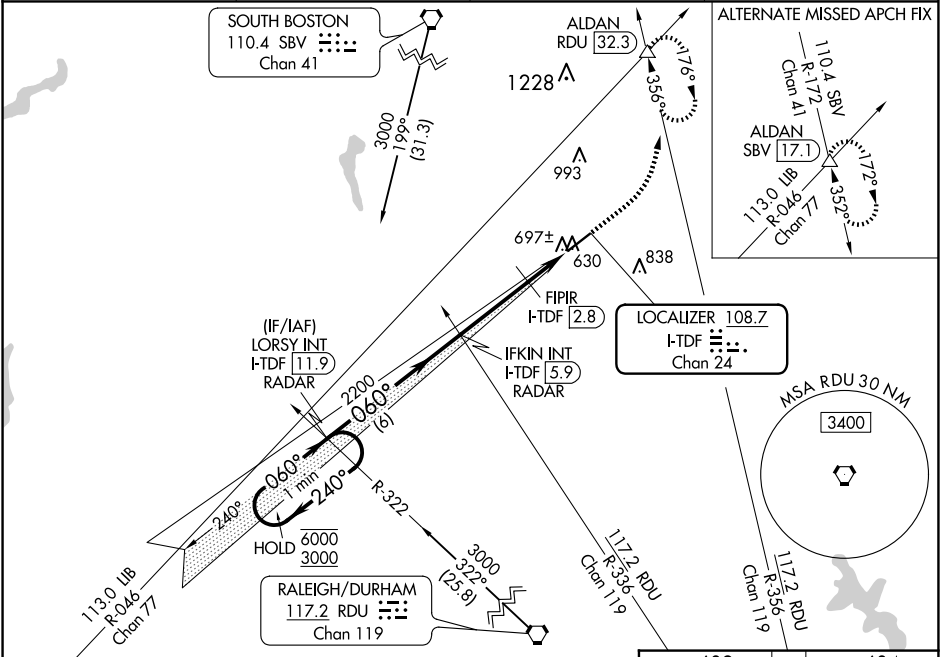 SOUTH BOSTON
110.4 SBV
Chan 41
3000
199°
(31.3)
ALDAN
RDU 32.3
1228
176°
356°
993
697±
630
838
ALTERNATE MISSED APCH FIX
110.4 SBV
R-172
Chan 41
ALDAN
SBV 17.1
172°
352°
113.0 LIB
R-046
Chan 77
FIPIR
I-TDF 2.8
LOCALIZER 108.7
I-TDF
Chan 24
(IF/IAF)
LORSY INT
I-TDF 11.9
RADAR
IFKIN INT
I-TDF 5.9
RADAR
2200
060°
(6)
MSA RDU 30 NM
3400
060°
1 min
240°
240°
HOLD 6000
3000
R-322
3000
322°
(25.8)
113.0 LIB
R-046
Chan 77
RALEIGH/DURHAM
117.2 RDU
Chan 119
117.2 RDU
R-336
Chan 119
117.2 RDU
R-356
Chan 119